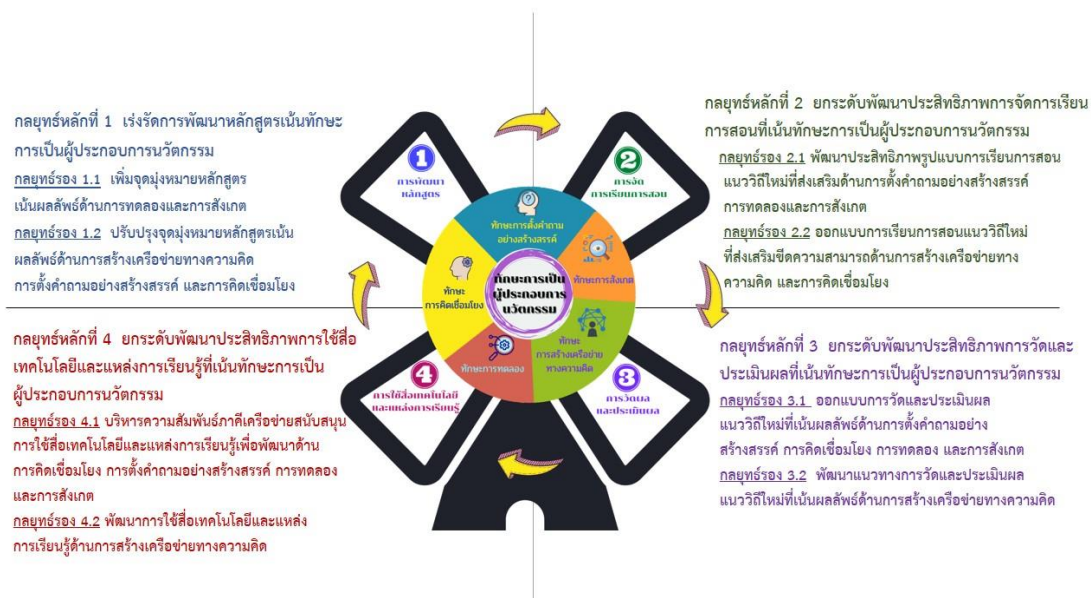 กลยุทธ์หลักที่ 1 เร่งรัดการพัฒนาหลักสูตรเน้นทักษะ
การเป็นผู้ประกอบการนวัตกรรม
กลยุทธ์รอง 1.1 เพิ่มจุดมุ่งหมายหลักสูตร
เน้นผลลัพธ์ด้านการทดลองและการสังเกต
กลยุทธ์รอง 1.2 ปรับปรุงจุดมุ่งหมายหลักสูตรเน้น
ผลลัพธ์ด้านการสร้างเครือข่ายทางความคิด
การตั้งคำถามอย่างสร้างสรรค์ และการคิดเชื่อมโยง
กลยุทธ์หลักที่ 2 ยกระดับพัฒนาประสิทธิภาพการจัดการเรียน
การสอนที่เน้นทักษะการเป็นผู้ประกอบการนวัตกรรม
กลยุทธ์รอง 2.1 พัฒนาประสิทธิภาพรูปแบบการเรียนการสอน
แนววิถีใหม่ที่ส่งเสริมด้านการตั้งคำถามอย่างสร้างสรรค์
การทดลองและการสังเกต
กลยุทธ์รอง 2.2 ออกแบบการเรียนการสอนแนววิถีใหม่
ที่ส่งเสริมขีดความสามารถด้านการสร้างเครือข่ายทาง
ความคิด และการคิดเชื่อมโยง
1
การพัฒนา
หลักสูตร
2
การจัด
การเรียนการสอน
ทักษะการตั้งคำถาม
อย่างสร้างสรรค์
ทักษะการสังเกต
ทักษะ
การคิดเชื่อมโยง
ทักษะการเป็น
ผู้ประกอบการ
นวัตกรรม
ทักษะ
การสร้างเครือข่าย
ทางความคิด
ทักษะการทดลอง
4
การใช้สื่อเทคโนโลยี
และแหล่งการเรียนรู้
3
การวัดผล
และประเมินผล
กลยุทธ์หลักที่ 4 ยกระดับพัฒนาประสิทธิภาพการใช้สื่อ
เทคโนโลยีและแหล่งการเรียนรู้ที่เน้นทักษะการเป็น
ผู้ประกอบการนวัตกรรม
กลยุทธ์รอง 4.1 บริหารความสัมพันธ์ภาคีเครือข่ายสนับสนุน
การใช้สื่อเทคโนโลยีและแหล่งการเรียนรู้เพื่อพัฒนาด้าน
การคิดเชื่อมโยง การตั้งคำถามอย่างสร้างสรรค์ การทดลอง
และการสังเกต
กลยุทธ์รอง 4.2 พัฒนาการใช้สื่อเทคโนโลยีและแหล่ง
การเรียนรู้ด้านการสร้างเครือข่ายทางความคิด
กลยุทธ์หลักที่ 3 ยกระดับพัฒนาประสิทธิภาพการวัดและ
ประเมินผลที่เน้นทักษะการเป็นผู้ประกอบการนวัตกรรม
กลยุทธ์รอง 3.1 ออกแบบการวัดและประเมินผล
แนววิถีใหม่ที่เน้นผลลัพธ์ด้านการตั้งคำถามอย่าง
สร้างสรรค์ การคิดเชื่อมโยง การทดลอง และการสังเกต
กลยุทธ์รอง 3.2 พัฒนาแนวทางการวัดและประเมินผล
แนววิถีใหม่ที่เน้นผลลัพธ์ด้านการสร้างเครือข่ายทางความคิด